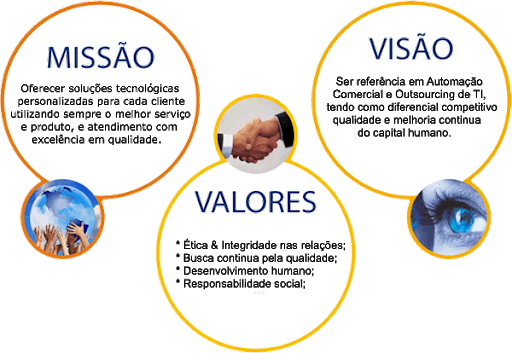 MISSÃO
Oferecer soluções tecnológicas
personalizadas para cada cliente
utilizando sempre o melhor serviço
e produto, e atendimento com
excelência em qualidade.
VISÃO
Ser referência em Automação
Comercial e Outsourcing de TI,
tendo como diferencial competitivo
qualidade e melhoria continua
do capital humano.
VALORES
* Ética & Integridade nas relações;
* Busca continua pela qualidade;
* Desenvolvimento humano;
* Responsabilidade social;